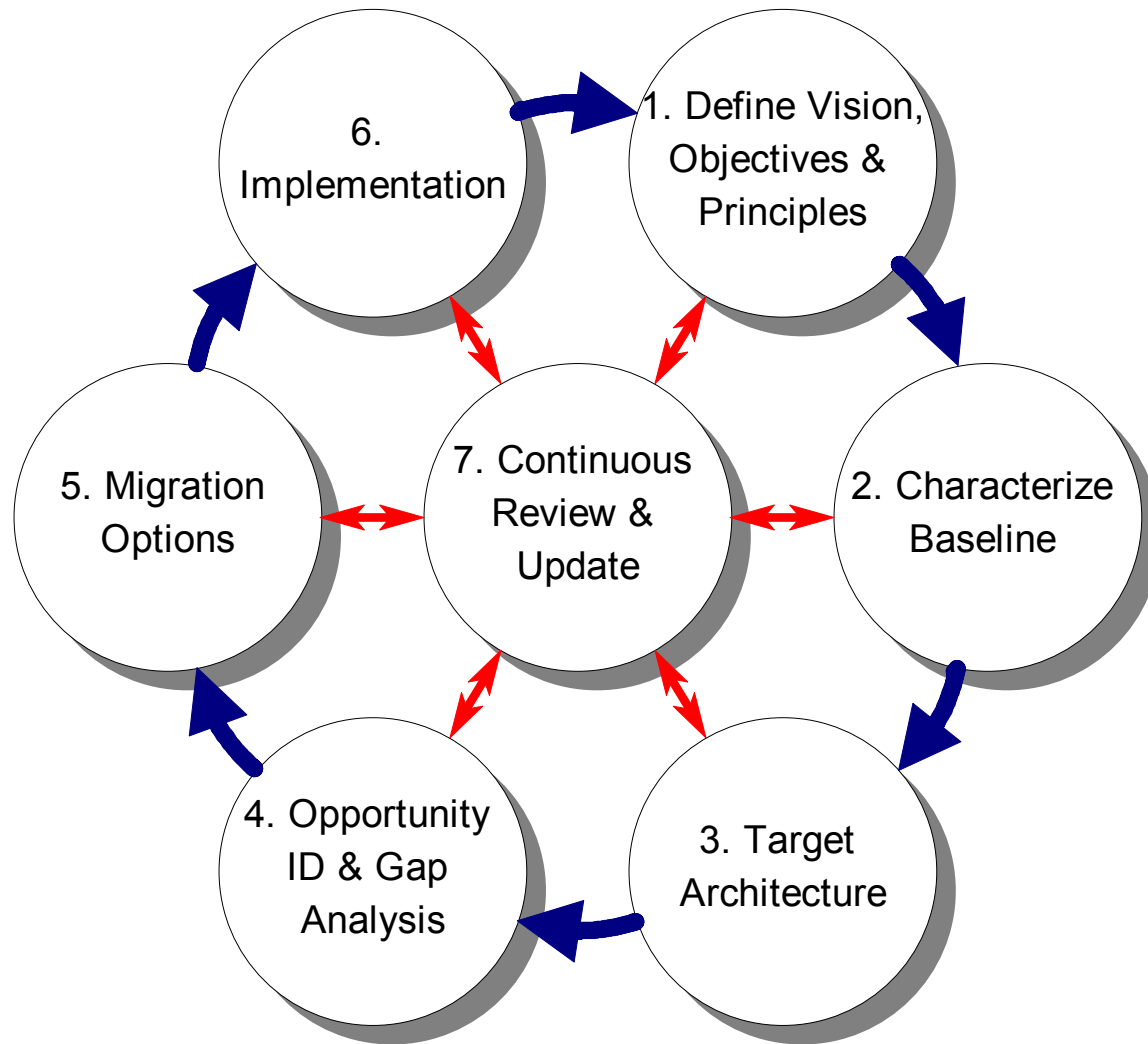 1. Define Vision,
Objectives &
Principles
2. Characterize
Baseline
3. Target
Architecture
4. Opportunity
ID & Gap
Analysis
5. Migration
Options
6.
Implementation
7. Continuous
Review &
Update